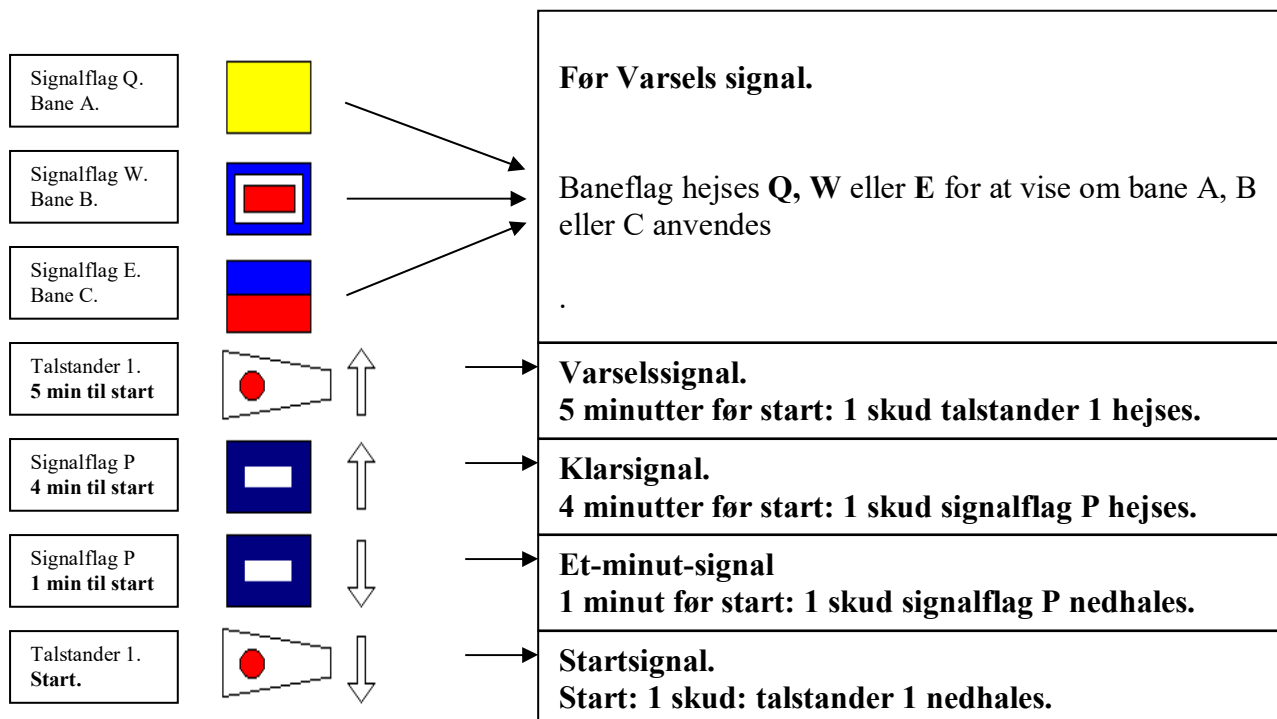 Signalflag Q.
Bane A.
Signalflag W.
Bane B.
Signalflag E.
Bane C.
Før Varsels signal.
Baneflag hejses Q, W eller E for at vise om bane A, B
eller C anvendes
.
Talstander 1.
5 min til start
Varselssignal.
5 minutter før start: 1 skud talstander 1 hejses.
Signalflag P
4 min til start
Klarsignal.
4 minutter før start: 1 skud signalflag P hejses.
Signalflag P
1 min til start
Et-minut-signal
1 minut før start: 1 skud signalflag P nedhales.
Talstander 1.
Start.
Startsignal.
Start: 1 skud: talstander 1 nedhales.